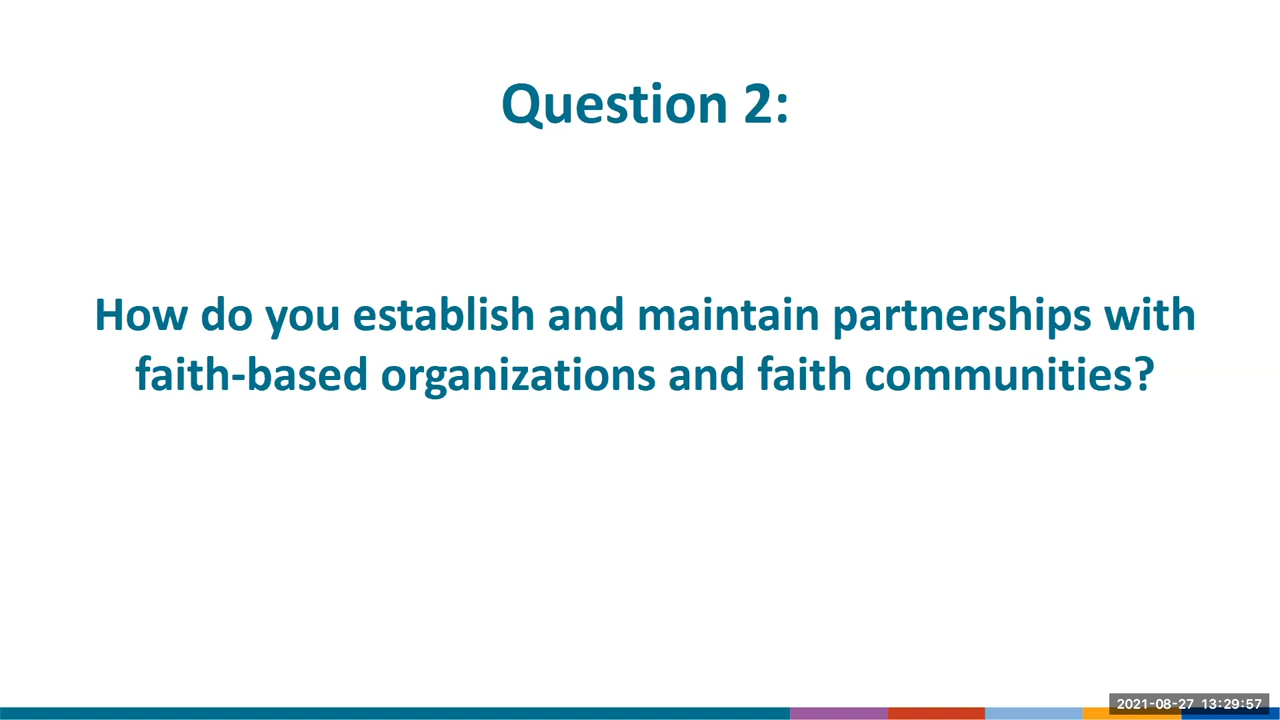 Question 2:
How do you establish and maintain partnerships with
faith-based organizations and faith communities?
2021-08-27 13:29:57